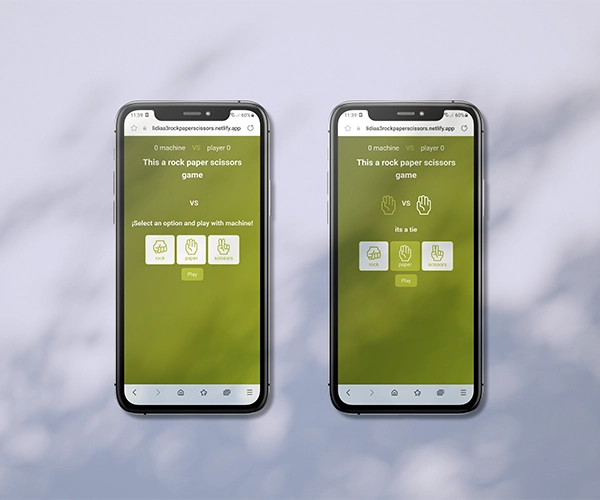 11:39
60%
lidiaa3rockpaperscissors.netlify.app
0 machine VS player 0
This a rock paper scissors
game
VS
¡Select an option and play with machine!
rock
paper
scissors
Play
11:39
60%
lidiaa3rockpaperscissors.netlify.app
0 machine VS player 0
This a rock paper scissors
game
VS
its a tie
rock
paper
scissors
Play